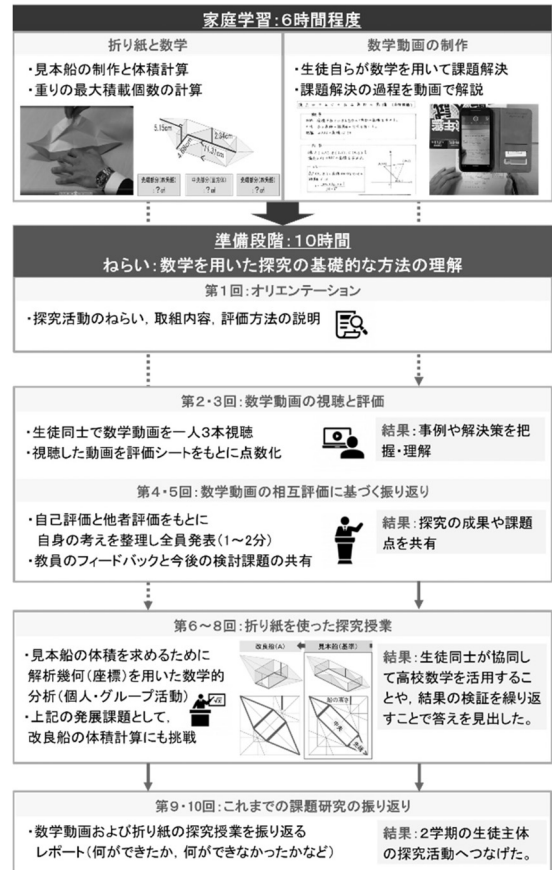 家庭学習:6時間程度
折り紙と数学
・見本船の制作と体積計算
・重りの最大積載個数の計算
5.15cm
2.98cm
11.31cm
?㎤
?㎤
?㎤
数学動画の制作
・生徒自らが数学を用いて課題解決
・課題解決の過程を動画で解説
準備段階:10時間
ねらい:数学を用いた探究の基礎的な方法の理解
第1回:オリエンテーション
・探究活動のねらい，取組内容，評価方法の説明
第2・3回:数学動画の視聴と評価
・生徒同士で数学動画を一人3本視聴
・視聴した動画を評価シートをもとに点数化
結果:事例や解決策を把
握・理解
第4・5回:数学動画の相互評価に基づく振り返り
・自己評価と他者評価をもとに
自身の考えを整理し全員発表(1～2分)
・教員のフィードバックと今後の検討課題の共有
結果:探究の成果や課題
点を共有
第6～8回:折り紙を使った探究授業
・見本船の体積を求めるために
解析幾何(座標)を用いた数学的
分析(個人・グループ活動)
・上記の発展課題として，
改良船の体積計算にも挑戦
改良船(A)
見本船(基準)
船の深さ
中央
先端
結果:生徒同士が協同し
て高校数学を活用するこ
とや，結果の検証を繰り返
すことで答えを見出した。
第9・10回:これまでの課題研究の振り返り
・数学動画および折り紙の探究授業を振り返る
レポート(何ができたか，何ができなかったかなど)
結果:2学期の生徒主体
の探究活動へつなげた。